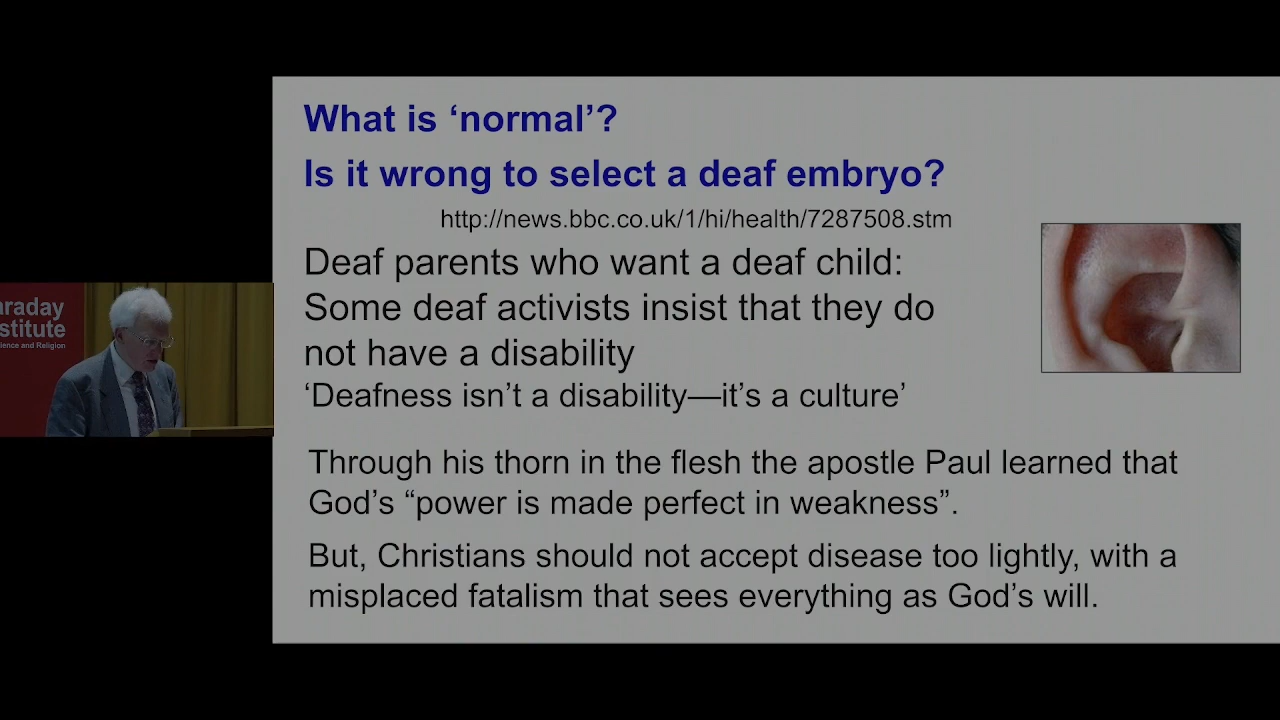 What is ‘normal’?
Is it wrong to select a deaf embryo?
http://news.bbc.co.uk/1/hi/health/7287508.stm
Deaf parents who want a deaf child:
Some deaf activists insist that they do
not have a disability
‘Deafness isn’t a disability—it’s a culture’
Through his thorn in the flesh the apostle Paul learned that
God’s “power is made perfect in weakness”.
But, Christians should not accept disease too lightly, with a
misplaced fatalism that sees everything as God’s will.
araday
stitute
ience and Religion